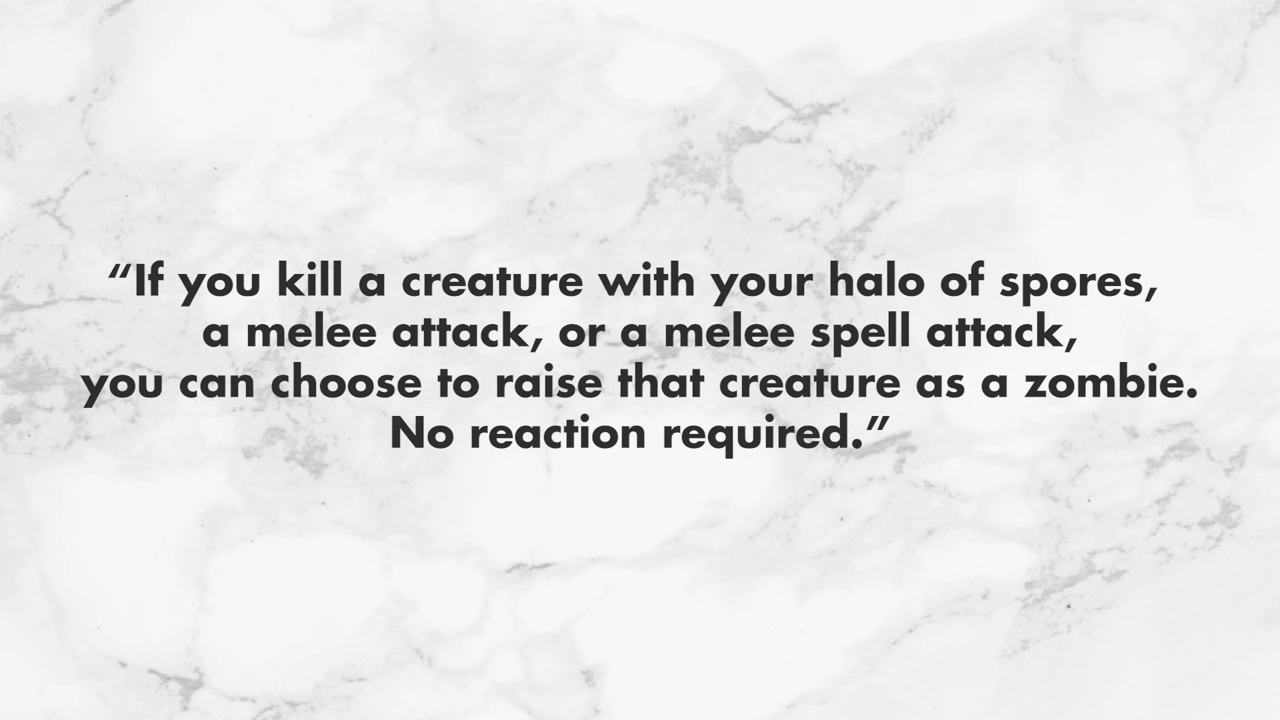 “If you kill a creature with your halo of spores,
a melee attack, or a melee spell attack,
you can choose to raise that creature as a zombie.
No reaction required.”